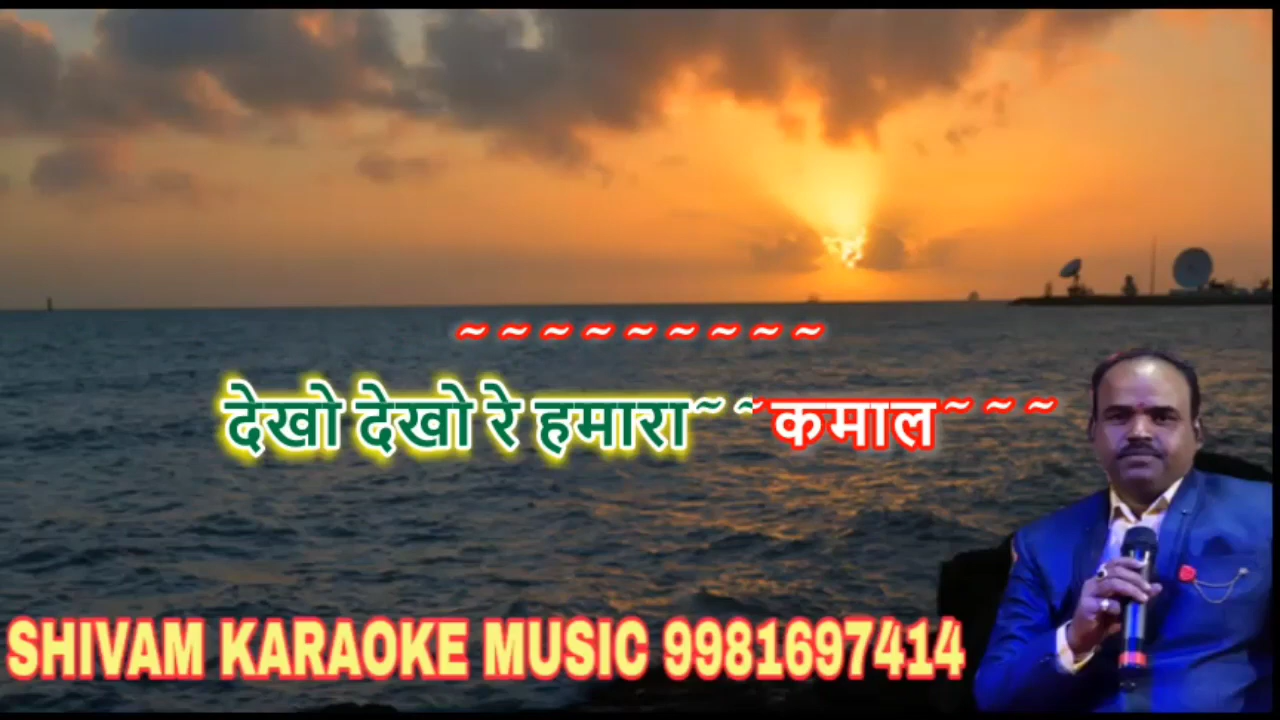 ~ ~ ~ ~ ~ ~ ~ ~ ~
देखो देखो रे हमारा~ ~कमाल~ ~ ~
SHIVAM KARAOKE MUSIC 9981697414